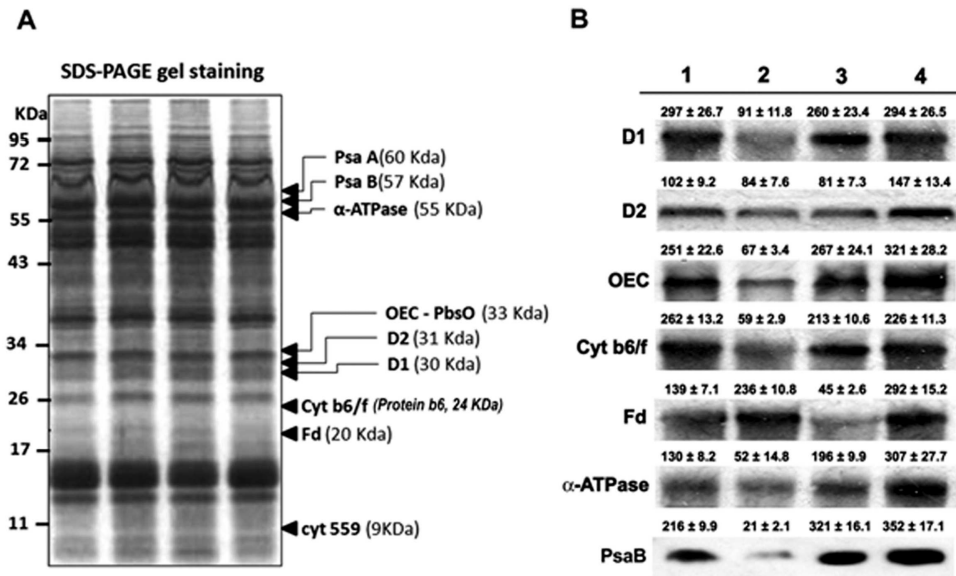 A
SDS-PAGE gel staining
KDa
95
72
55
43
34
26
17
11
Psa A (60 Kda)
Psa B (57 Kda)
α-ATPase (55 KDa)
OEC - PbsO (33 Kda)
D2 (31 Kda)
D1 (30 Kda)
Cyt b6/f (Protein b6, 24 KDa)
Fd (20 Kda)
cyt 559 (9KDa)
B
1 2 3 4
297 ± 26.7 91 ± 11.8 260 ± 23.4 294 ± 26.5
D1
102 ± 9.2 84 ± 7.6 81 ± 7.3 147 ± 13.4
D2
251 ± 22.6 67 ± 3.4 267 ± 24.1 321 ± 28.2
OEC
262 ± 13.2 59 ± 2.9 213 ± 10.6 226 ± 11.3
Cyt b6/f
139 ± 7.1 236 ± 10.8 45 ± 2.6 292 ± 15.2
Fd
130 ± 8.2 52 ± 14.8 196 ± 9.9 307 ± 27.7
α-ATPase
216 ± 9.9 21 ± 2.1 321 ± 16.1 352 ± 17.1
PsaB